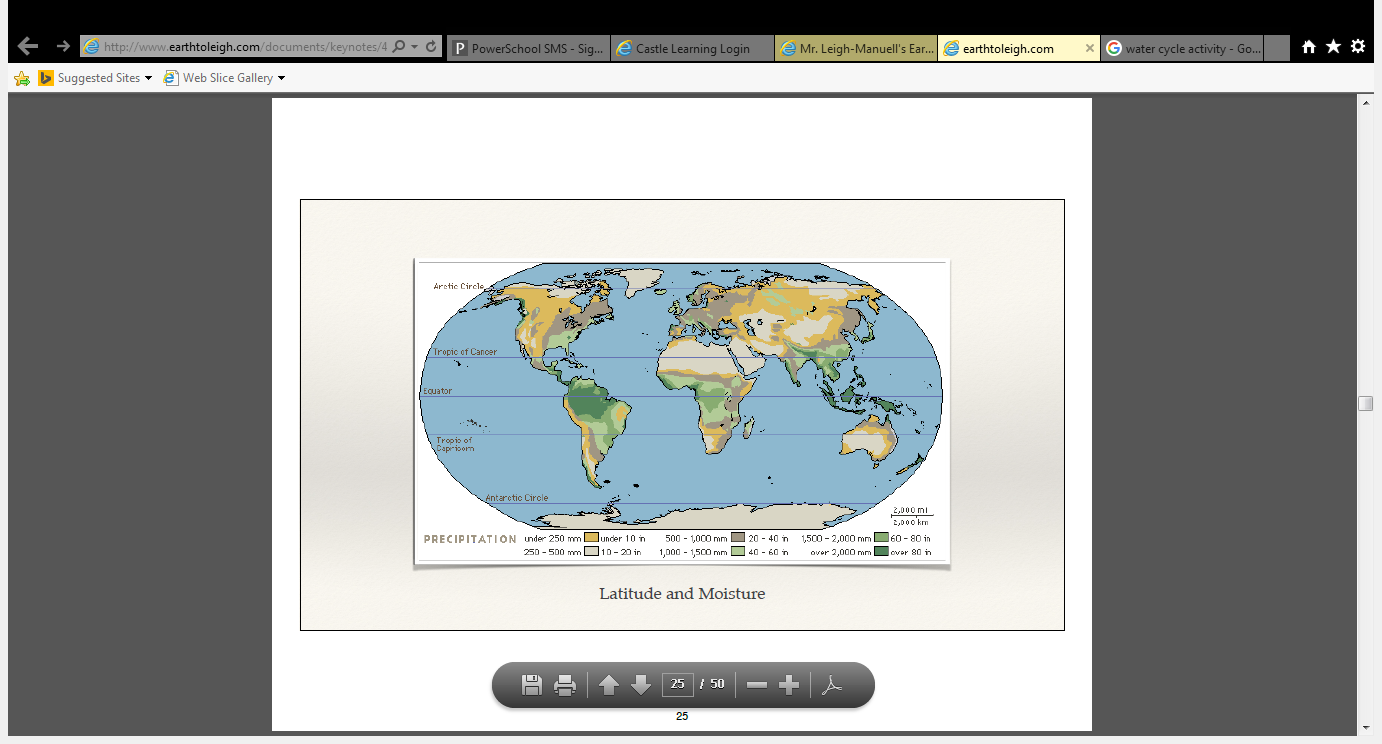 http://www.earthtoleigh.com/documents/keynotes/4
PowerSchool SMS - Sig...
Castle Learning Login
Mr. Leigh-Manuell's Ear...
earthtoleigh.com
water cycle activity - Go...
Suggested Sites
Web Slice Gallery
Arctic Circle
Tropic of Cancer
Equator
Tropic of
Capricorn
Antarctic Circle
2,000 mi
2,000 km
PRECIPITATION
under 250 mm under 10 in 500 - 1,000 mm 20 - 40 in 1,500 - 2,000 mm 60 - 80 in
250 - 500 mm 10 - 20 in 1,000 - 1,500 mm 40 - 60 in over 2,000 mm over 80 in
Latitude and Moisture
25 / 50
25